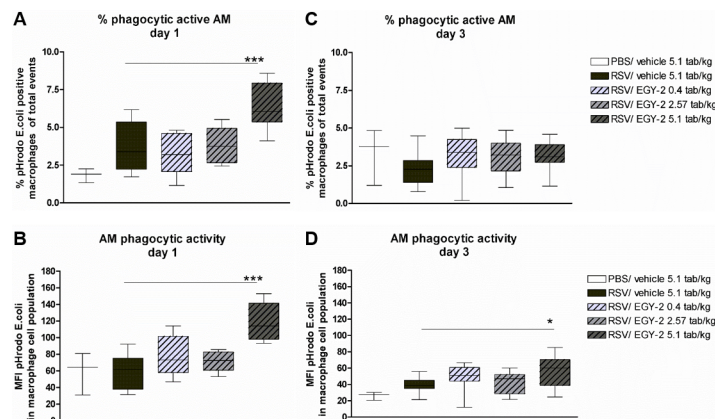 A
% phagocytic active AM
day 1
% pHrodo E.coli positive
macrophages of total events
10.0
7.5
5.0
2.5
0.0
***
C
% phagocytic active AM
day 3
% pHrodo E.coli positive
macrophages of total events
10.0
7.5
5.0
2.5
0.0
PBS/ vehicle 5.1 tab/kg
RSV/ vehicle 5.1 tab/kg
RSV/ EGY-2 0.4 tab/kg
RSV/ EGY-2 2.57 tab/kg
RSV/ EGY-2 5.1 tab/kg
B
AM phagocytic activity
day 1
MFI pHrodo E.coli
in macrophage cell population
180
160
140
120
100
80
60
40
20
0
***
D
AM phagocytic activity
day 3
MFI pHrodo E.coli
in macrophage cell population
180
160
140
120
100
80
60
40
20
0
*
PBS/ vehicle 5.1 tab/kg
RSV/ vehicle 5.1 tab/kg
RSV/ EGY-2 0.4 tab/kg
RSV/ EGY-2 2.57 tab/kg
RSV/ EGY-2 5.1 tab/kg